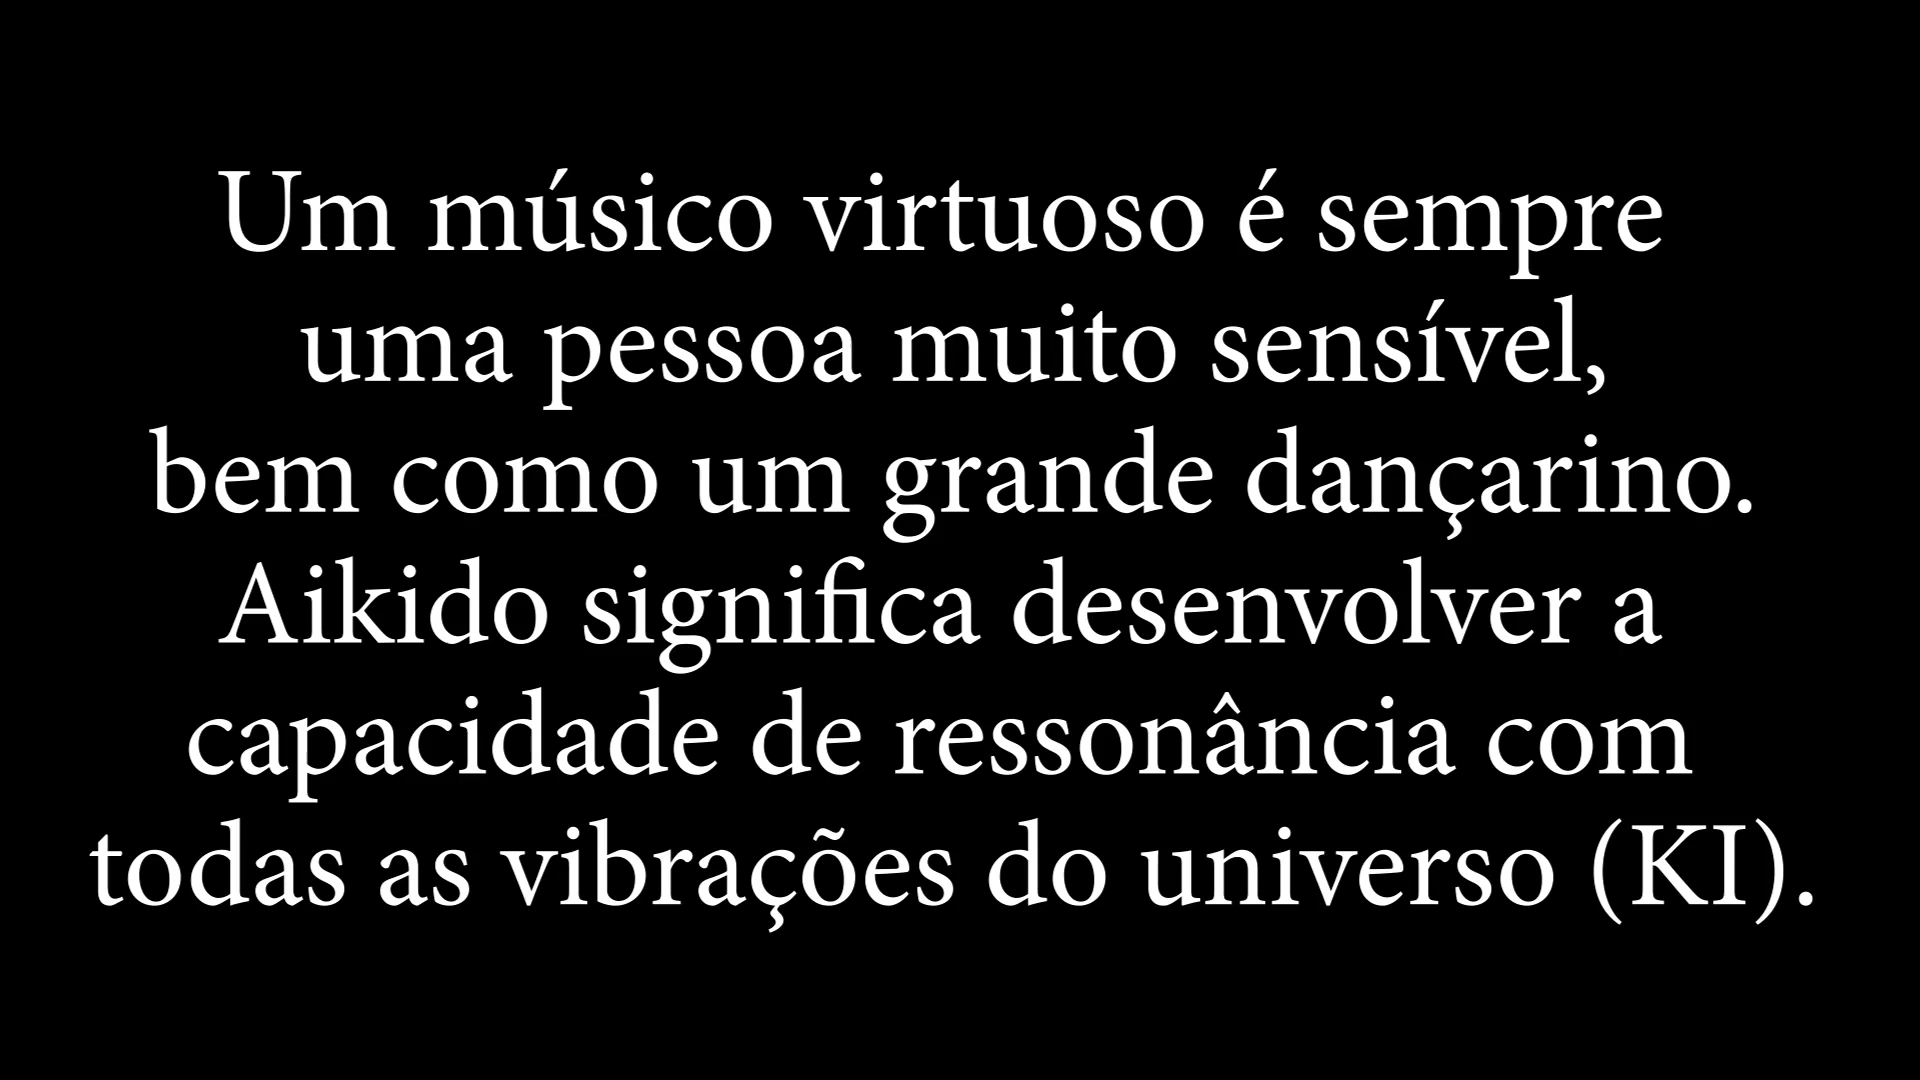 Um músico virtuoso é sempre
uma pessoa muito sensível,
bem como um grande dançarino.
Aikido significa desenvolver a
capacidade de ressonância com
todas as vibrações do universo (KI).